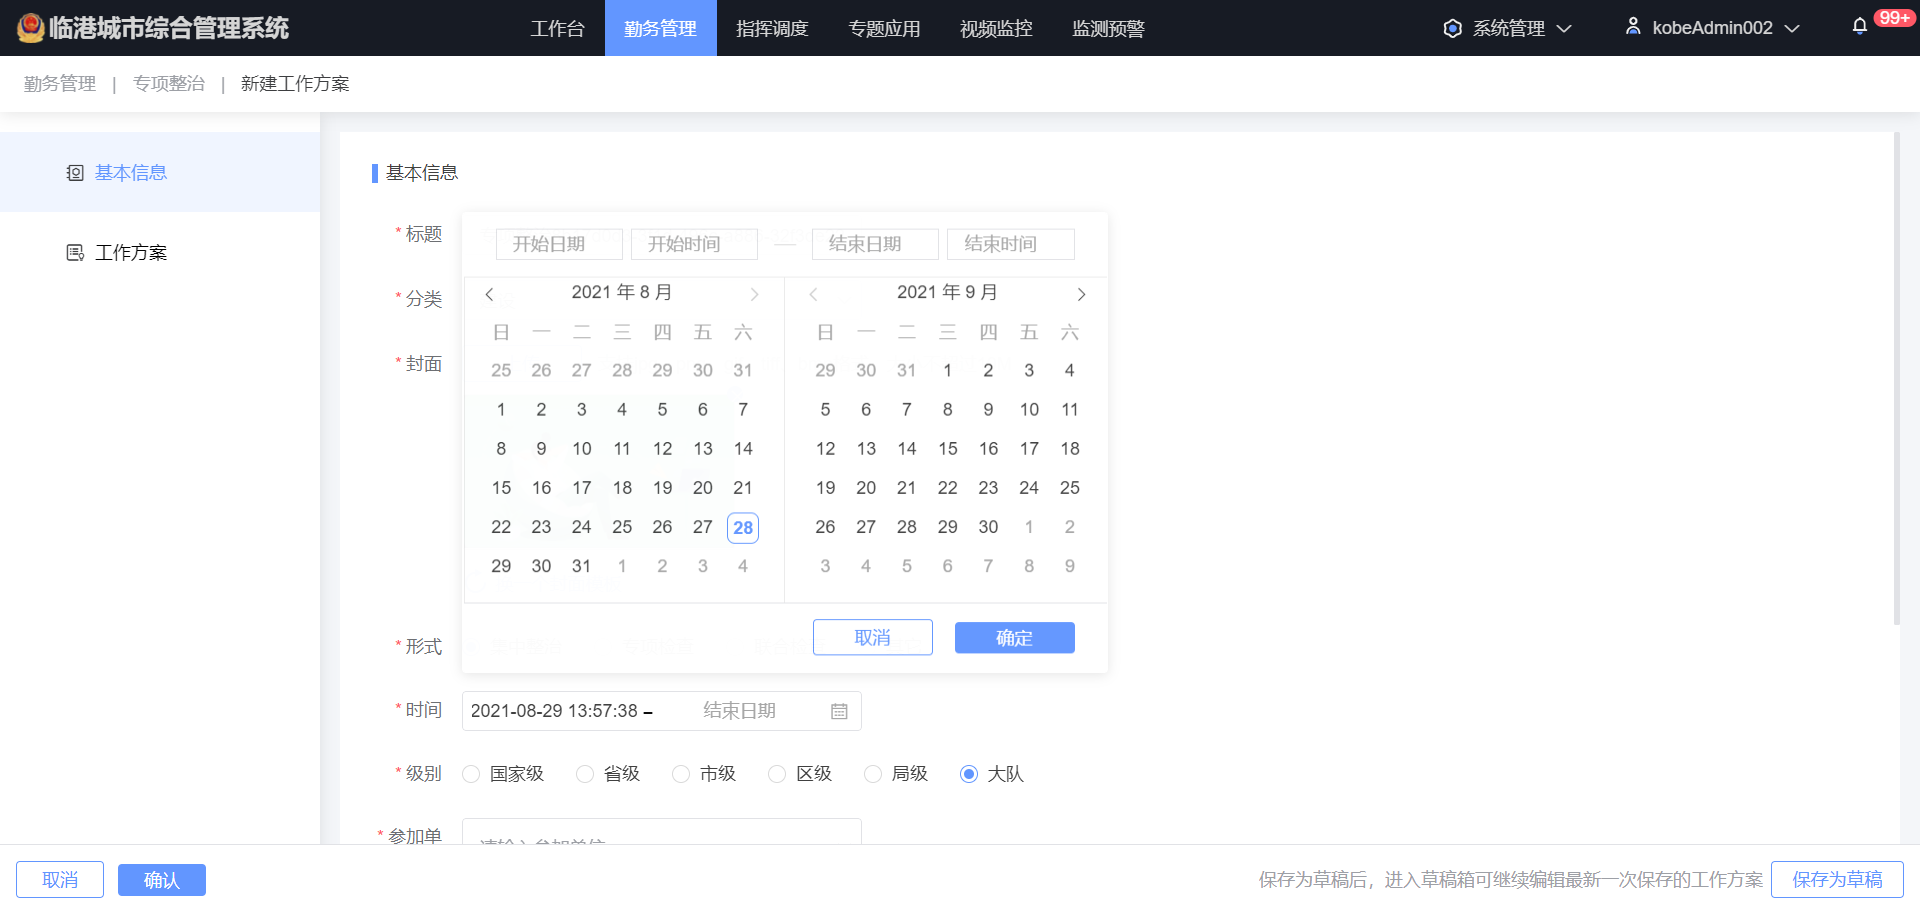 临港城市综合管理系统 工作台 勤务管理 指挥调度 专题应用 视频监控 监测预警 系统管理 kobeAdmin002 99+
勤务管理 | 专项整治 | 新建工作方案
基本信息
工作方案
基本信息
*标题
开始日期 开始时间 — 结束日期 结束时间
*分类
2021 年 8 月 2021 年 9 月
日 一 二 三 四 五 六 日 一 二 三 四 五 六
*封面
25 26 27 28 29 30 31 29 30 31 1 2 3 4
1 2 3 4 5 6 7 5 6 7 8 9 10 11
8 9 10 11 12 13 14 12 13 14 15 16 17 18
15 16 17 18 19 20 21 19 20 21 22 23 24 25
22 23 24 25 26 27 28 26 27 28 29 30 1 2
29 30 31 1 2 3 4 3 4 5 6 7 8 9
取消 确定
*形式
*时间 2021-08-29 13:57:38 – 结束日期
*级别 国家级 省级 市级 区级 局级 大队
*参加单 请输入参加单位
取消 确认 保存为草稿后，进入草稿箱可继续编辑最新一次保存的工作方案 保存为草稿